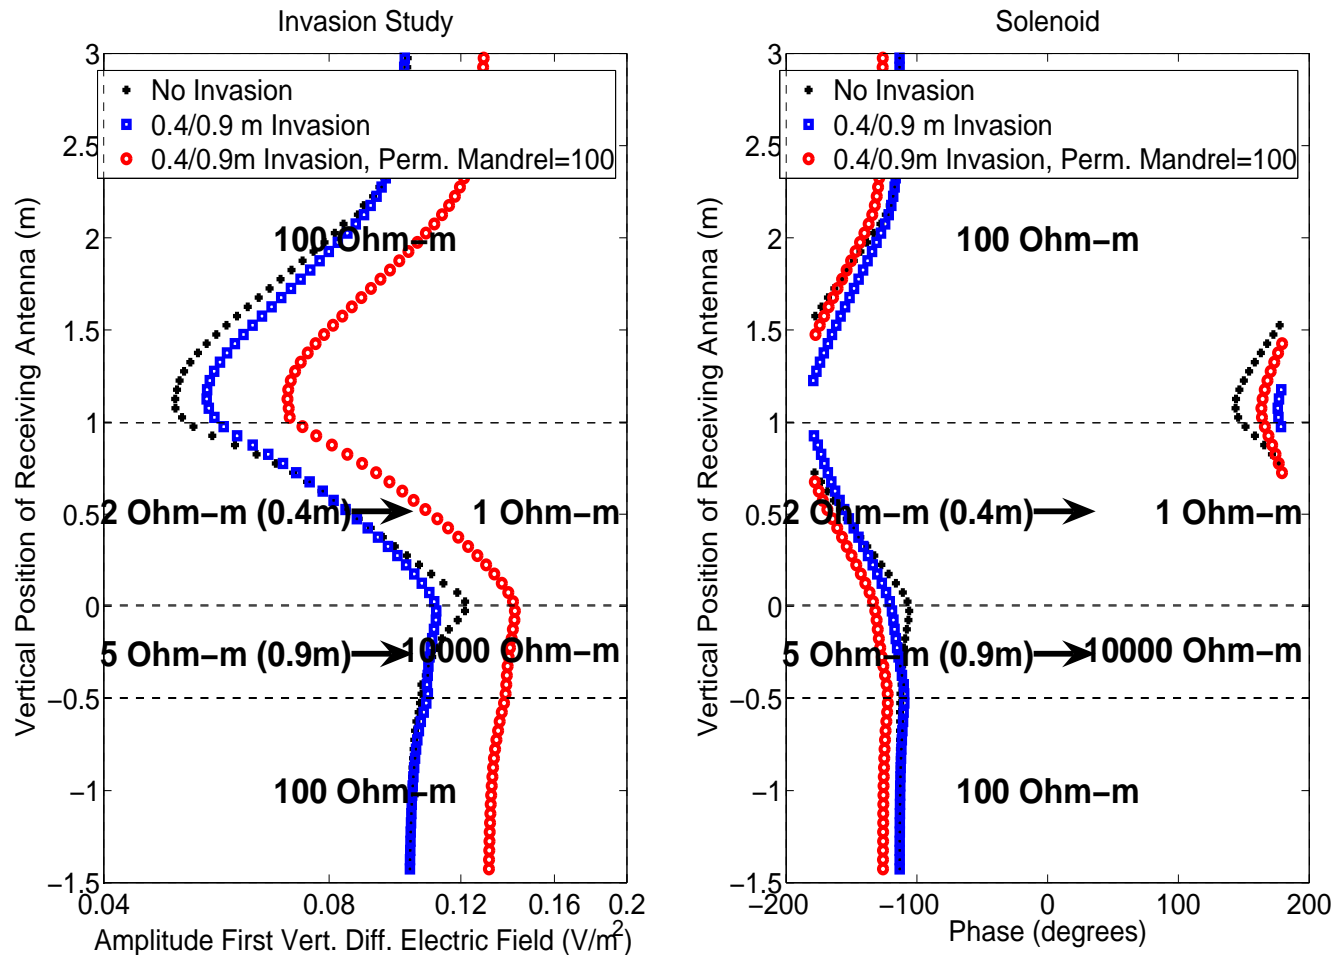 Invasion Study
3
No Invasion
0.4/0.9 m Invasion
0.4/0.9m Invasion, Perm. Mandrel=100
2.5
2
100 Ohm−m
1.5
1
0.5
2 Ohm−m (0.4m)
1 Ohm−m
0
5 Ohm−m (0.9m)
10000 Ohm−m
−0.5
−1
100 Ohm−m
−1.5
0.04
0.08
0.12
0.16
0.2
Vertical Position of Receiving Antenna (m)
Amplitude First Vert. Diff. Electric Field (V/m²)
Solenoid
3
No Invasion
0.4/0.9 m Invasion
0.4/0.9m Invasion, Perm. Mandrel=100
2.5
2
100 Ohm−m
1.5
1
0.5
2 Ohm−m (0.4m)
1 Ohm−m
0
5 Ohm−m (0.9m)
10000 Ohm−m
−0.5
−1
100 Ohm−m
−1.5
−200
−100
0
100
200
Vertical Position of Receiving Antenna (m)
Phase (degrees)